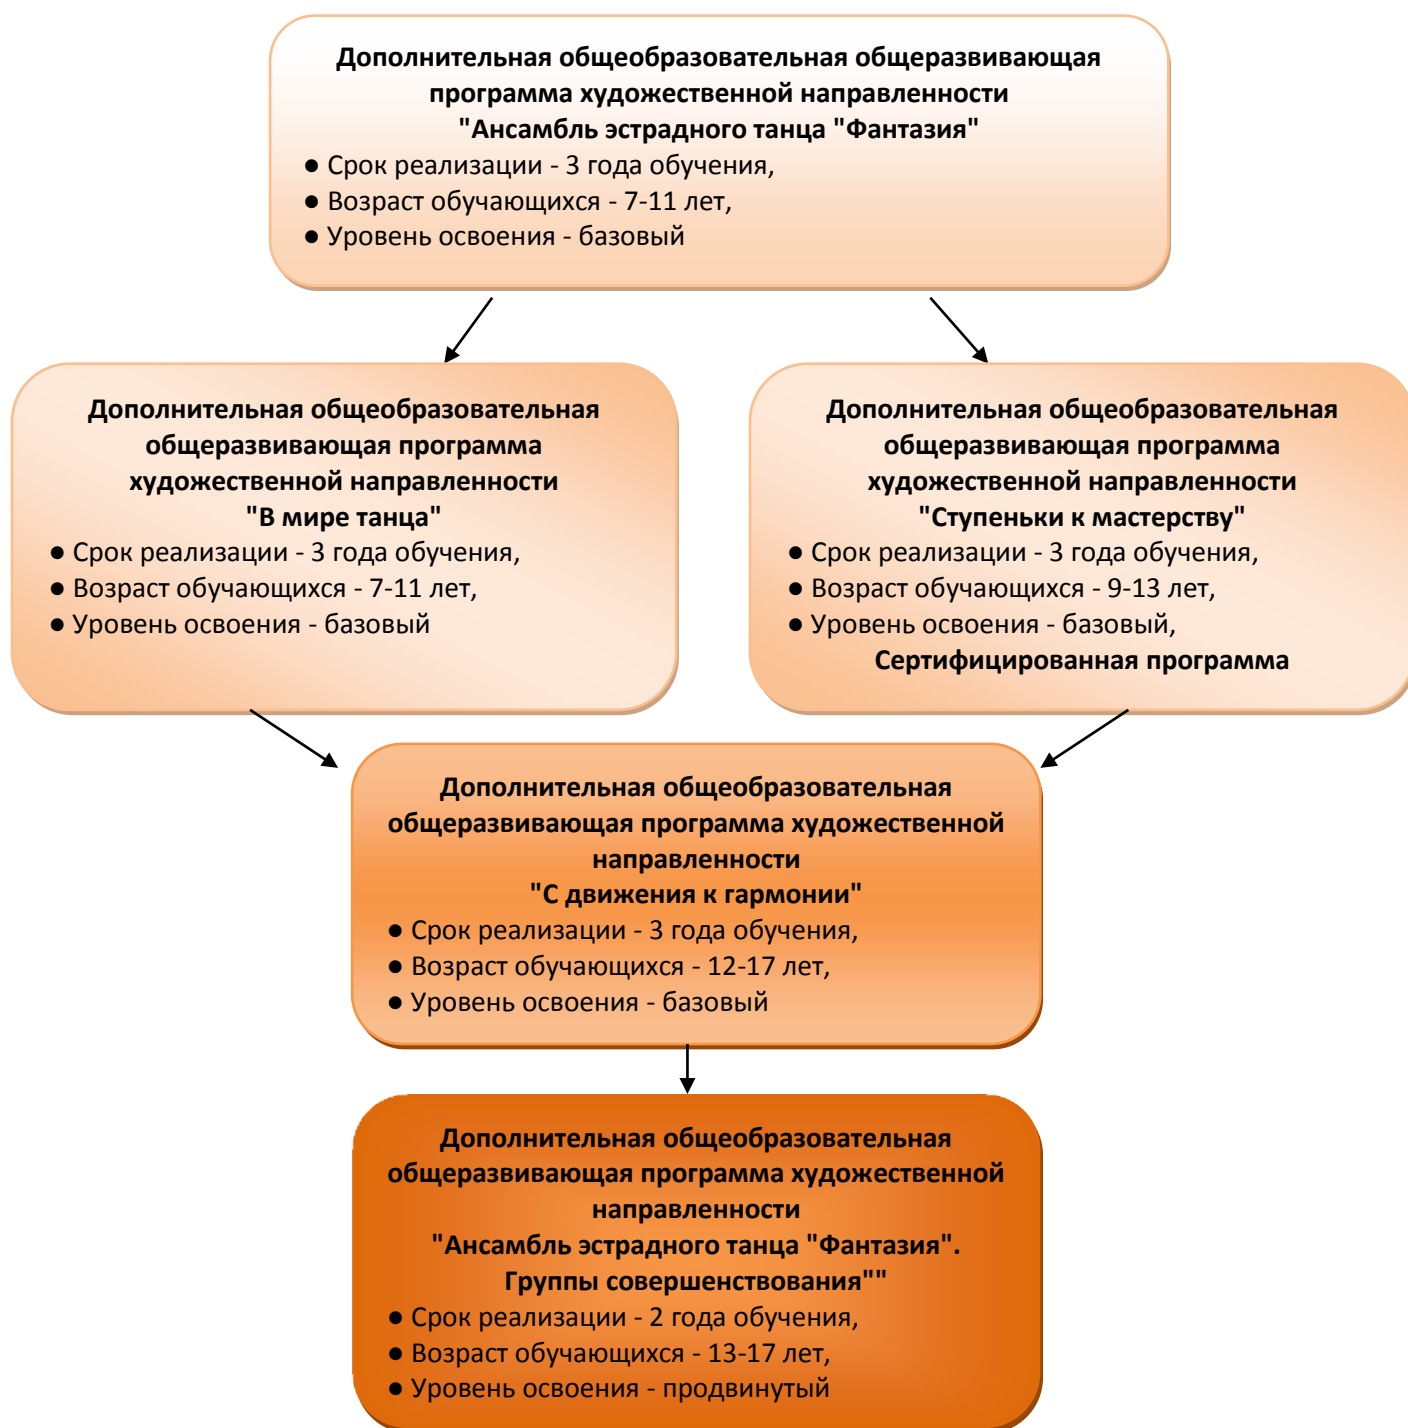 Дополнительная общеобразовательная общеразвивающая
программа художественной направленности
"Ансамбль эстрадного танца "Фантазия"
● Срок реализации - 3 года обучения,
● Возраст обучающихся - 7-11 лет,
● Уровень освоения - базовый
Дополнительная общеобразовательная
общеразвивающая программа
художественной направленности
"В мире танца"
● Срок реализации - 3 года обучения,
● Возраст обучающихся - 7-11 лет,
● Уровень освоения - базовый
Дополнительная общеобразовательная
общеразвивающая программа
художественной направленности
"Ступеньки к мастерству"
● Срок реализации - 3 года обучения,
● Возраст обучающихся - 9-13 лет,
● Уровень освоения - базовый,
Сертифицированная программа
Дополнительная общеобразовательная
общеразвивающая программа художественной
направленности
"С движения к гармонии"
● Срок реализации - 3 года обучения,
● Возраст обучающихся - 12-17 лет,
● Уровень освоения - базовый
Дополнительная общеобразовательная
общеразвивающая программа художественной
направленности
"Ансамбль эстрадного танца "Фантазия".
Группы совершенствования""
● Срок реализации - 2 года обучения,
● Возраст обучающихся - 13-17 лет,
● Уровень освоения - продвинутый